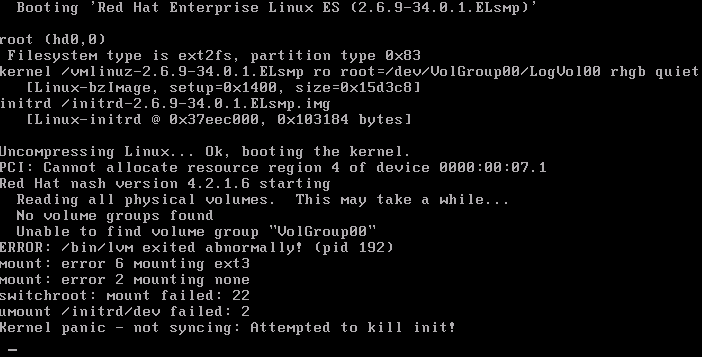 Booting 'Red Hat Enterprise Linux ES (2.6.9-34.0.1.ELsmp)'
root (hd0,0)
Filesystem type is ext2fs, partition type 0x83
kernel /vmlinuz-2.6.9-34.0.1.ELsmp ro root=/dev/VolGroup00/LogVol00 rhgb quiet
[Linux-bzImage, setup=0x1400, size=0x15d3c8]
initrd /initrd-2.6.9-34.0.1.ELsmp.img
[Linux-initrd @ 0x37eec000, 0x103184 bytes]
Uncompressing Linux... Ok, booting the kernel.
PCI: Cannot allocate resource region 4 of device 0000:00:07.1
Red Hat nash version 4.2.1.6 starting
Reading all physical volumes.  This may take a while...
No volume groups found
Unable to find volume group "VolGroup00"
ERROR: /bin/lvm exited abnormally! (pid 192)
mount: error 6 mounting ext3
mount: error 2 mounting none
switchroot: mount failed: 22
umount /initrd/dev failed: 2
Kernel panic - not syncing: Attempted to kill init!